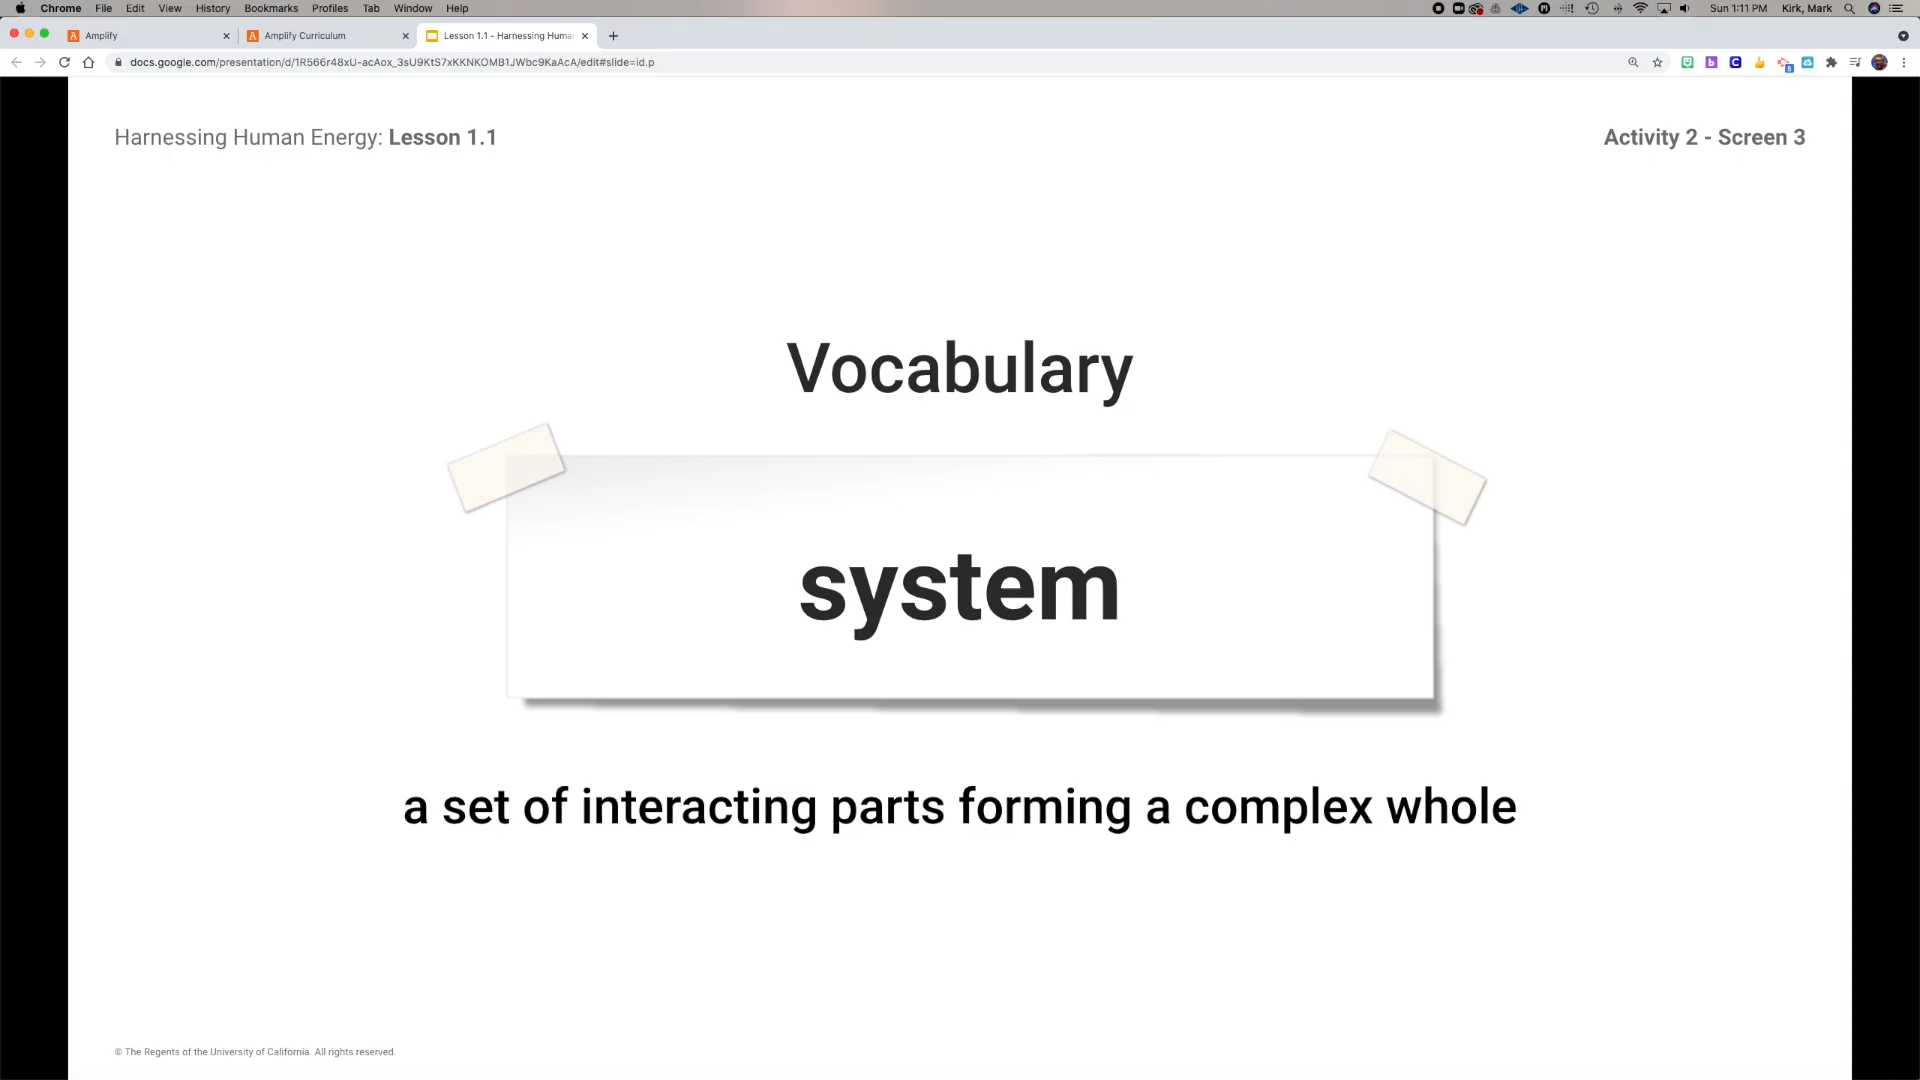 Chrome File Edit View History Bookmarks Profiles Tab Window Help
Sun 1:11 PM Kirk, Mark
Amplify
Amplify Curriculum
Lesson 1.1 - Harnessing Huma
docs.google.com/presentation/d/1R566r48xU-acAox_3sU9KtS7xKKNKOMB1JWbc9KaAcA/edit#slide=id.p
Harnessing Human Energy: Lesson 1.1
Activity 2 - Screen 3
Vocabulary
system
a set of interacting parts forming a complex whole
© The Regents of the University of California. All rights reserved.